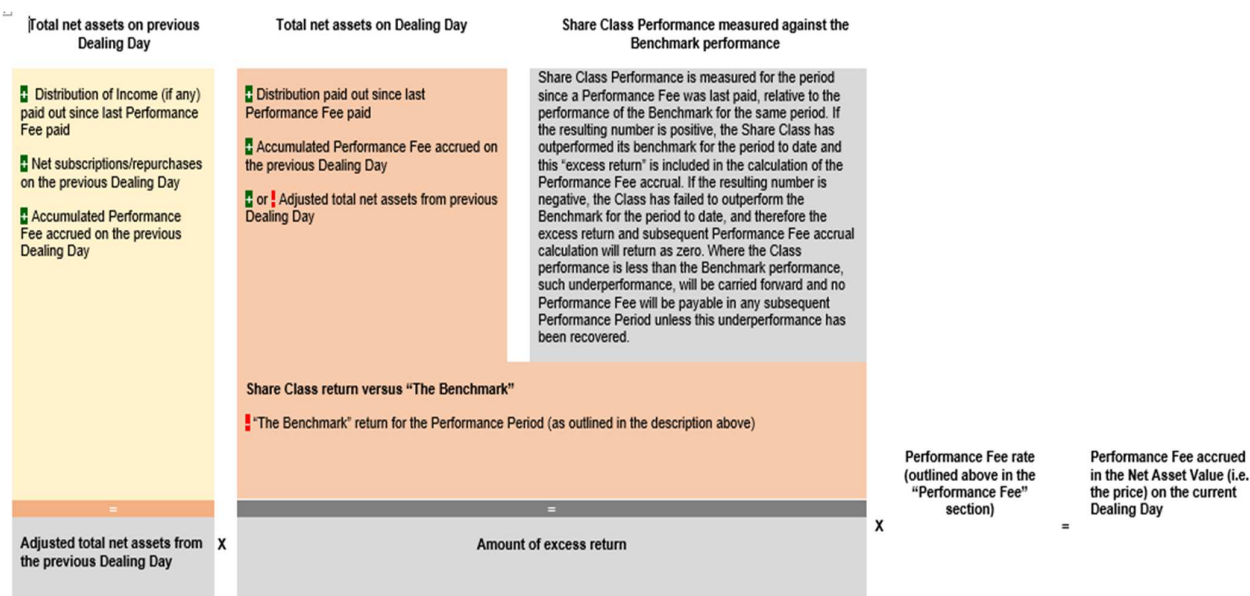 Total net assets on previous
Dealing Day
Total net assets on Dealing Day
Share Class Performance measured against the
Benchmark performance
+ Distribution of Income (if any)
paid out since last Performance
Fee paid
+ Net subscriptions/repurchases
on the previous Dealing Day
+ Accumulated Performance
Fee accrued on the previous
Dealing Day
+ Distribution paid out since last
Performance Fee paid
+ Accumulated Performance Fee accrued on
the previous Dealing Day
+ or ! Adjusted total net assets from previous
Dealing Day
Share Class Performance is measured for the period
since a Performance Fee was last paid, relative to the
performance of the Benchmark for the same period. If
the resulting number is positive, the Share Class has
outperformed its benchmark for the period to date and
this “excess return” is included in the calculation of the
Performance Fee accrual. If the resulting number is
negative, the Class has failed to outperform the
Benchmark for the period to date, and therefore the
excess return and subsequent Performance Fee accrual
calculation will return as zero. Where the Class
performance is less than the Benchmark performance,
such underperformance, will be carried forward and no
Performance Fee will be payable in any subsequent
Performance Period unless this underperformance has
been recovered.
Share Class return versus “The Benchmark”
! “The Benchmark” return for the Performance Period (as outlined in the description above)
=
=
Adjusted total net assets from
the previous Dealing Day
X
Amount of excess return
X
Performance Fee rate
(outlined above in the
“Performance Fee”
section)
=
Performance Fee accrued
in the Net Asset Value (i.e.
the price) on the current
Dealing Day